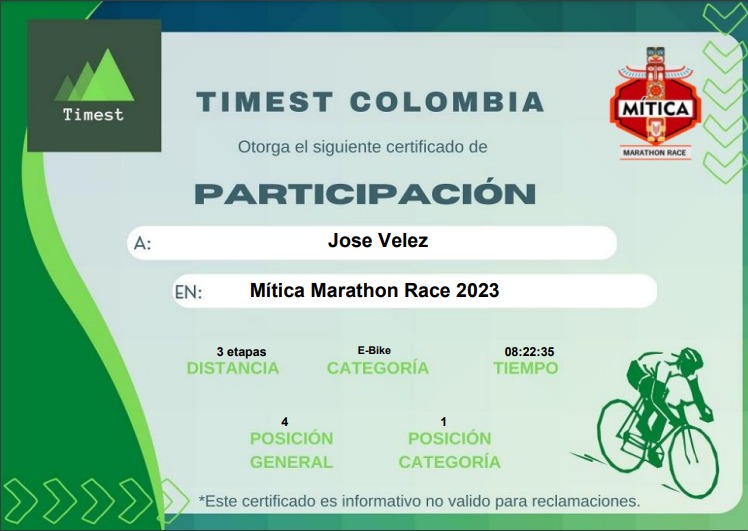 Timest
TIMEST COLOMBIA
MÍTICA
MARATHON RACE
Otorga el siguiente certificado de
PARTICIPACIÓN
A: Jose Velez
EN: Mítica Marathon Race 2023
3 etapas E-Bike 08:22:35
DISTANCIA CATEGORÍA TIEMPO
4 1
POSICIÓN POSICIÓN
GENERAL CATEGORÍA
*Este certificado es informativo no valido para reclamaciones.